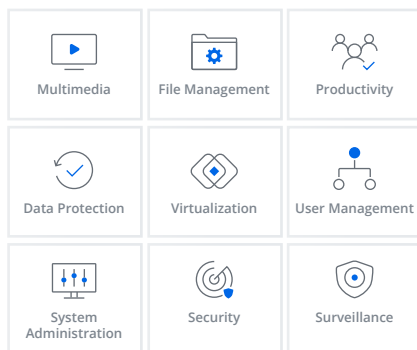 Multimedia
File Management
Productivity
Data Protection
Virtualization
User Management
System
Administration
Security
Surveillance